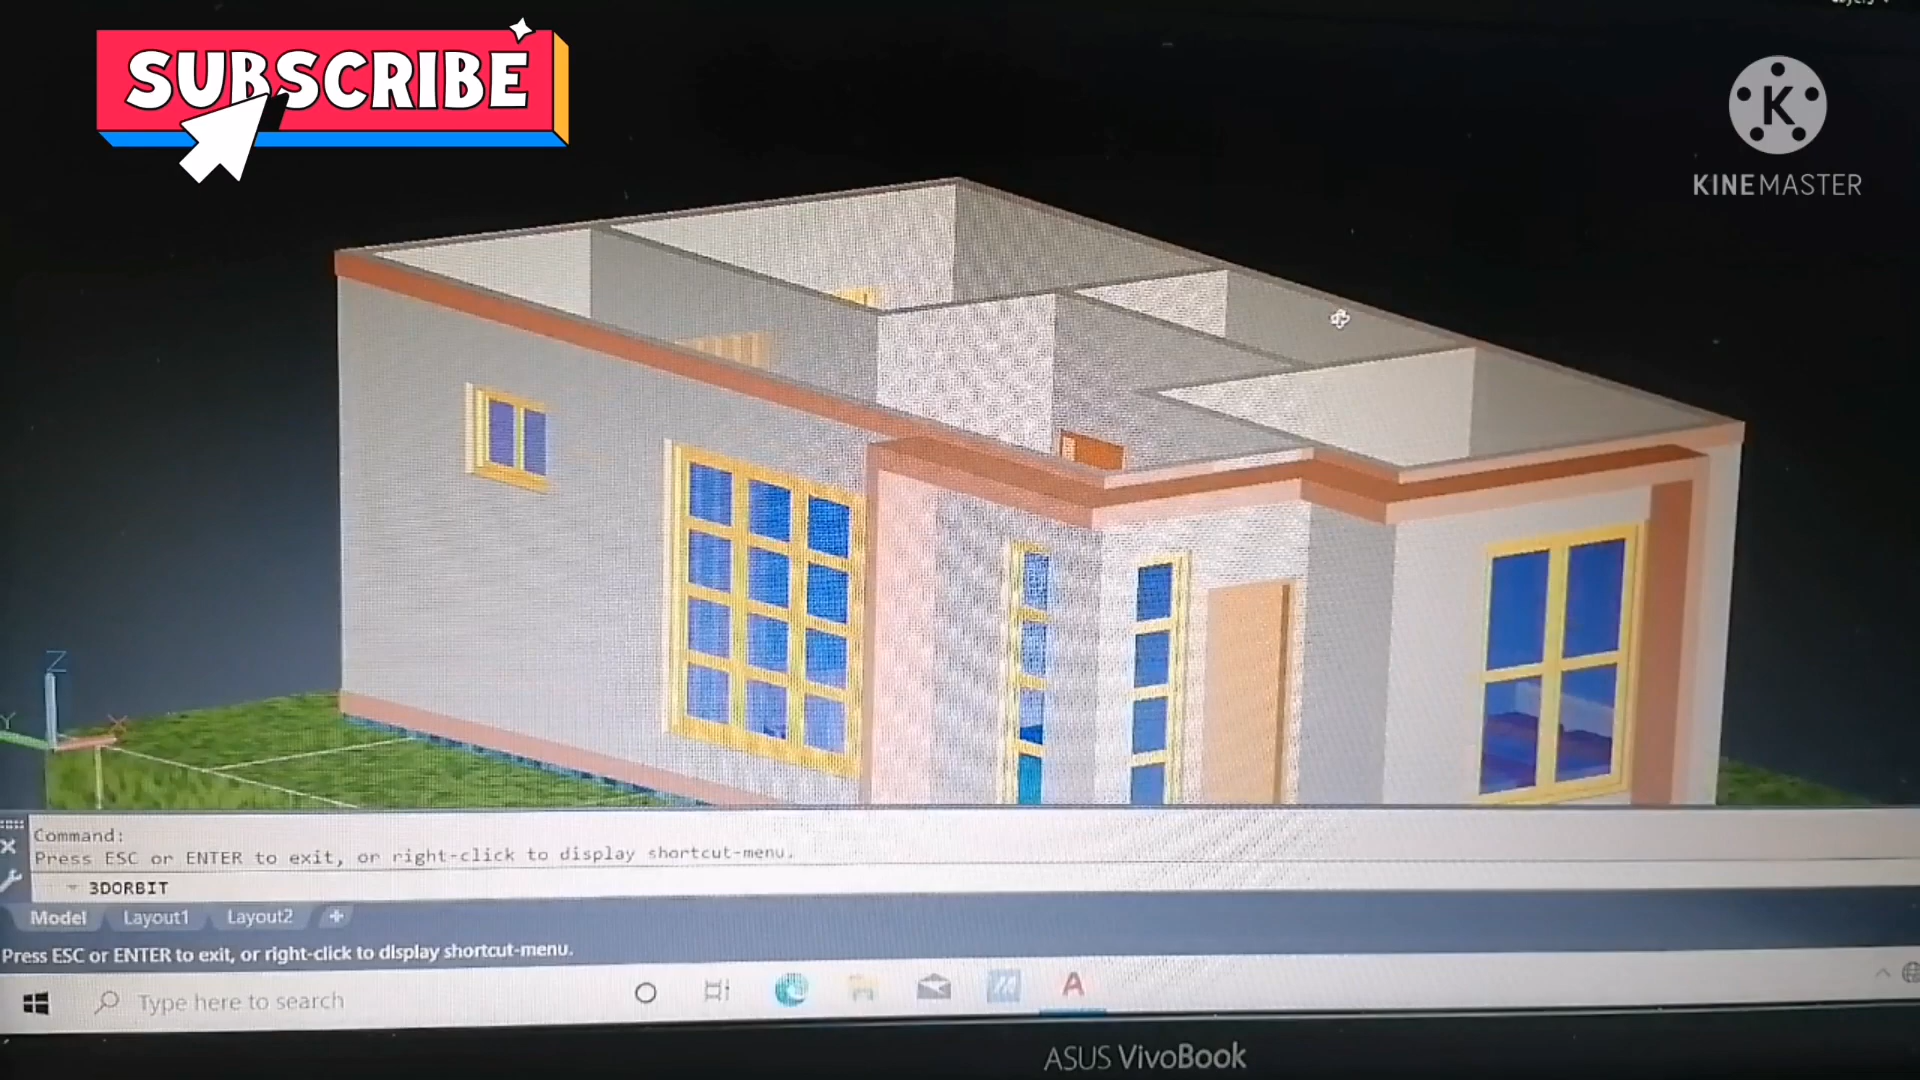 SUBSCRIBE
K
KINEMASTER
Z
Y
X
Command:
Press ESC or ENTER to exit, or right-click to display shortcut-menu.
3DORBIT
Model
Layout1
Layout2
+
Press ESC or ENTER to exit, or right-click to display shortcut-menu.
Type here to search
A
ASUS VivoBook